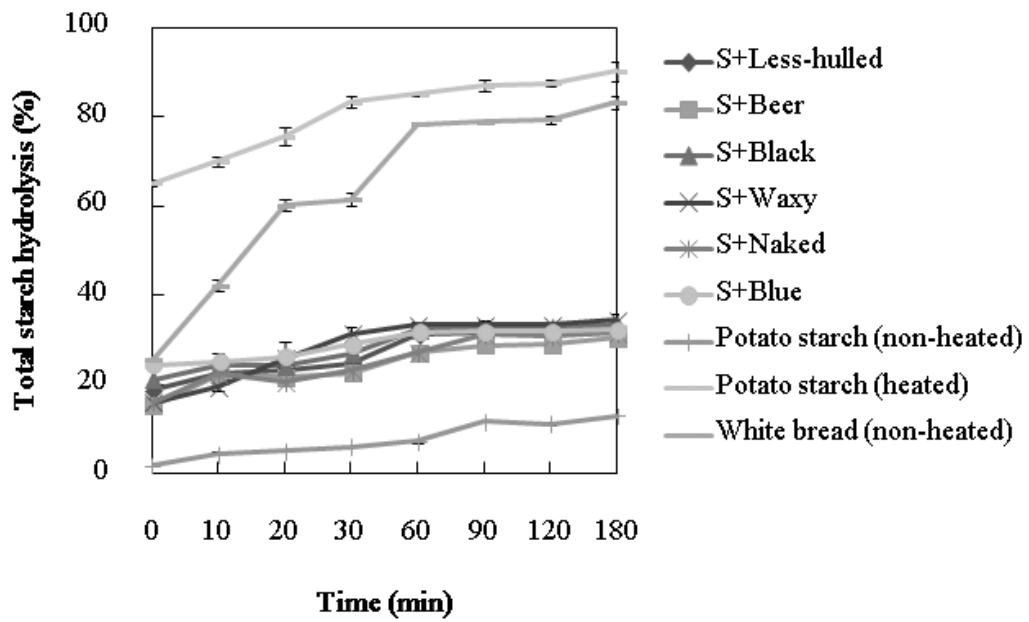 100
80
60
40
20
0
Total starch hydrolysis (%)
0 10 20 30 60 90 120 180
Time (min)
S+Less-hulled
S+Beer
S+Black
S+Waxy
S+Naked
S+Blue
Potato starch (non-heated)
Potato starch (heated)
White bread (non-heated)